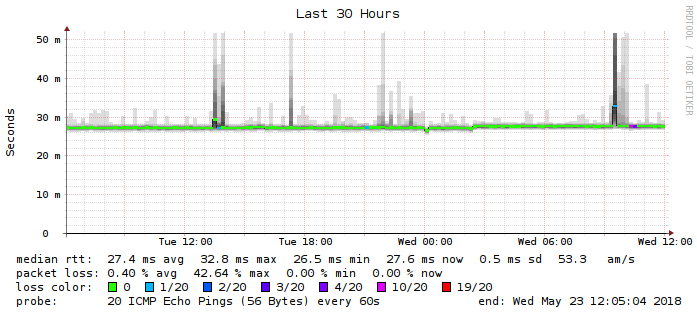 Last 30 Hours
RRDTOOL / TOBI OETIKER
Seconds
50 m
40 m
30 m
20 m
10 m
0
Tue 12:00 Tue 18:00 Wed 00:00 Wed 06:00 Wed 12:00
median rtt: 27.4 ms avg 32.8 ms max 26.5 ms min 27.6 ms now 0.5 ms sd 53.3 am/s
packet loss: 0.40 % avg 42.64 % max 0.00 % min 0.00 % now
loss color: 0 1/20 2/20 3/20 4/20 10/20 19/20
probe: 20 ICMP Echo Pings (56 Bytes) every 60s end: Wed May 23 12:05:04 2018